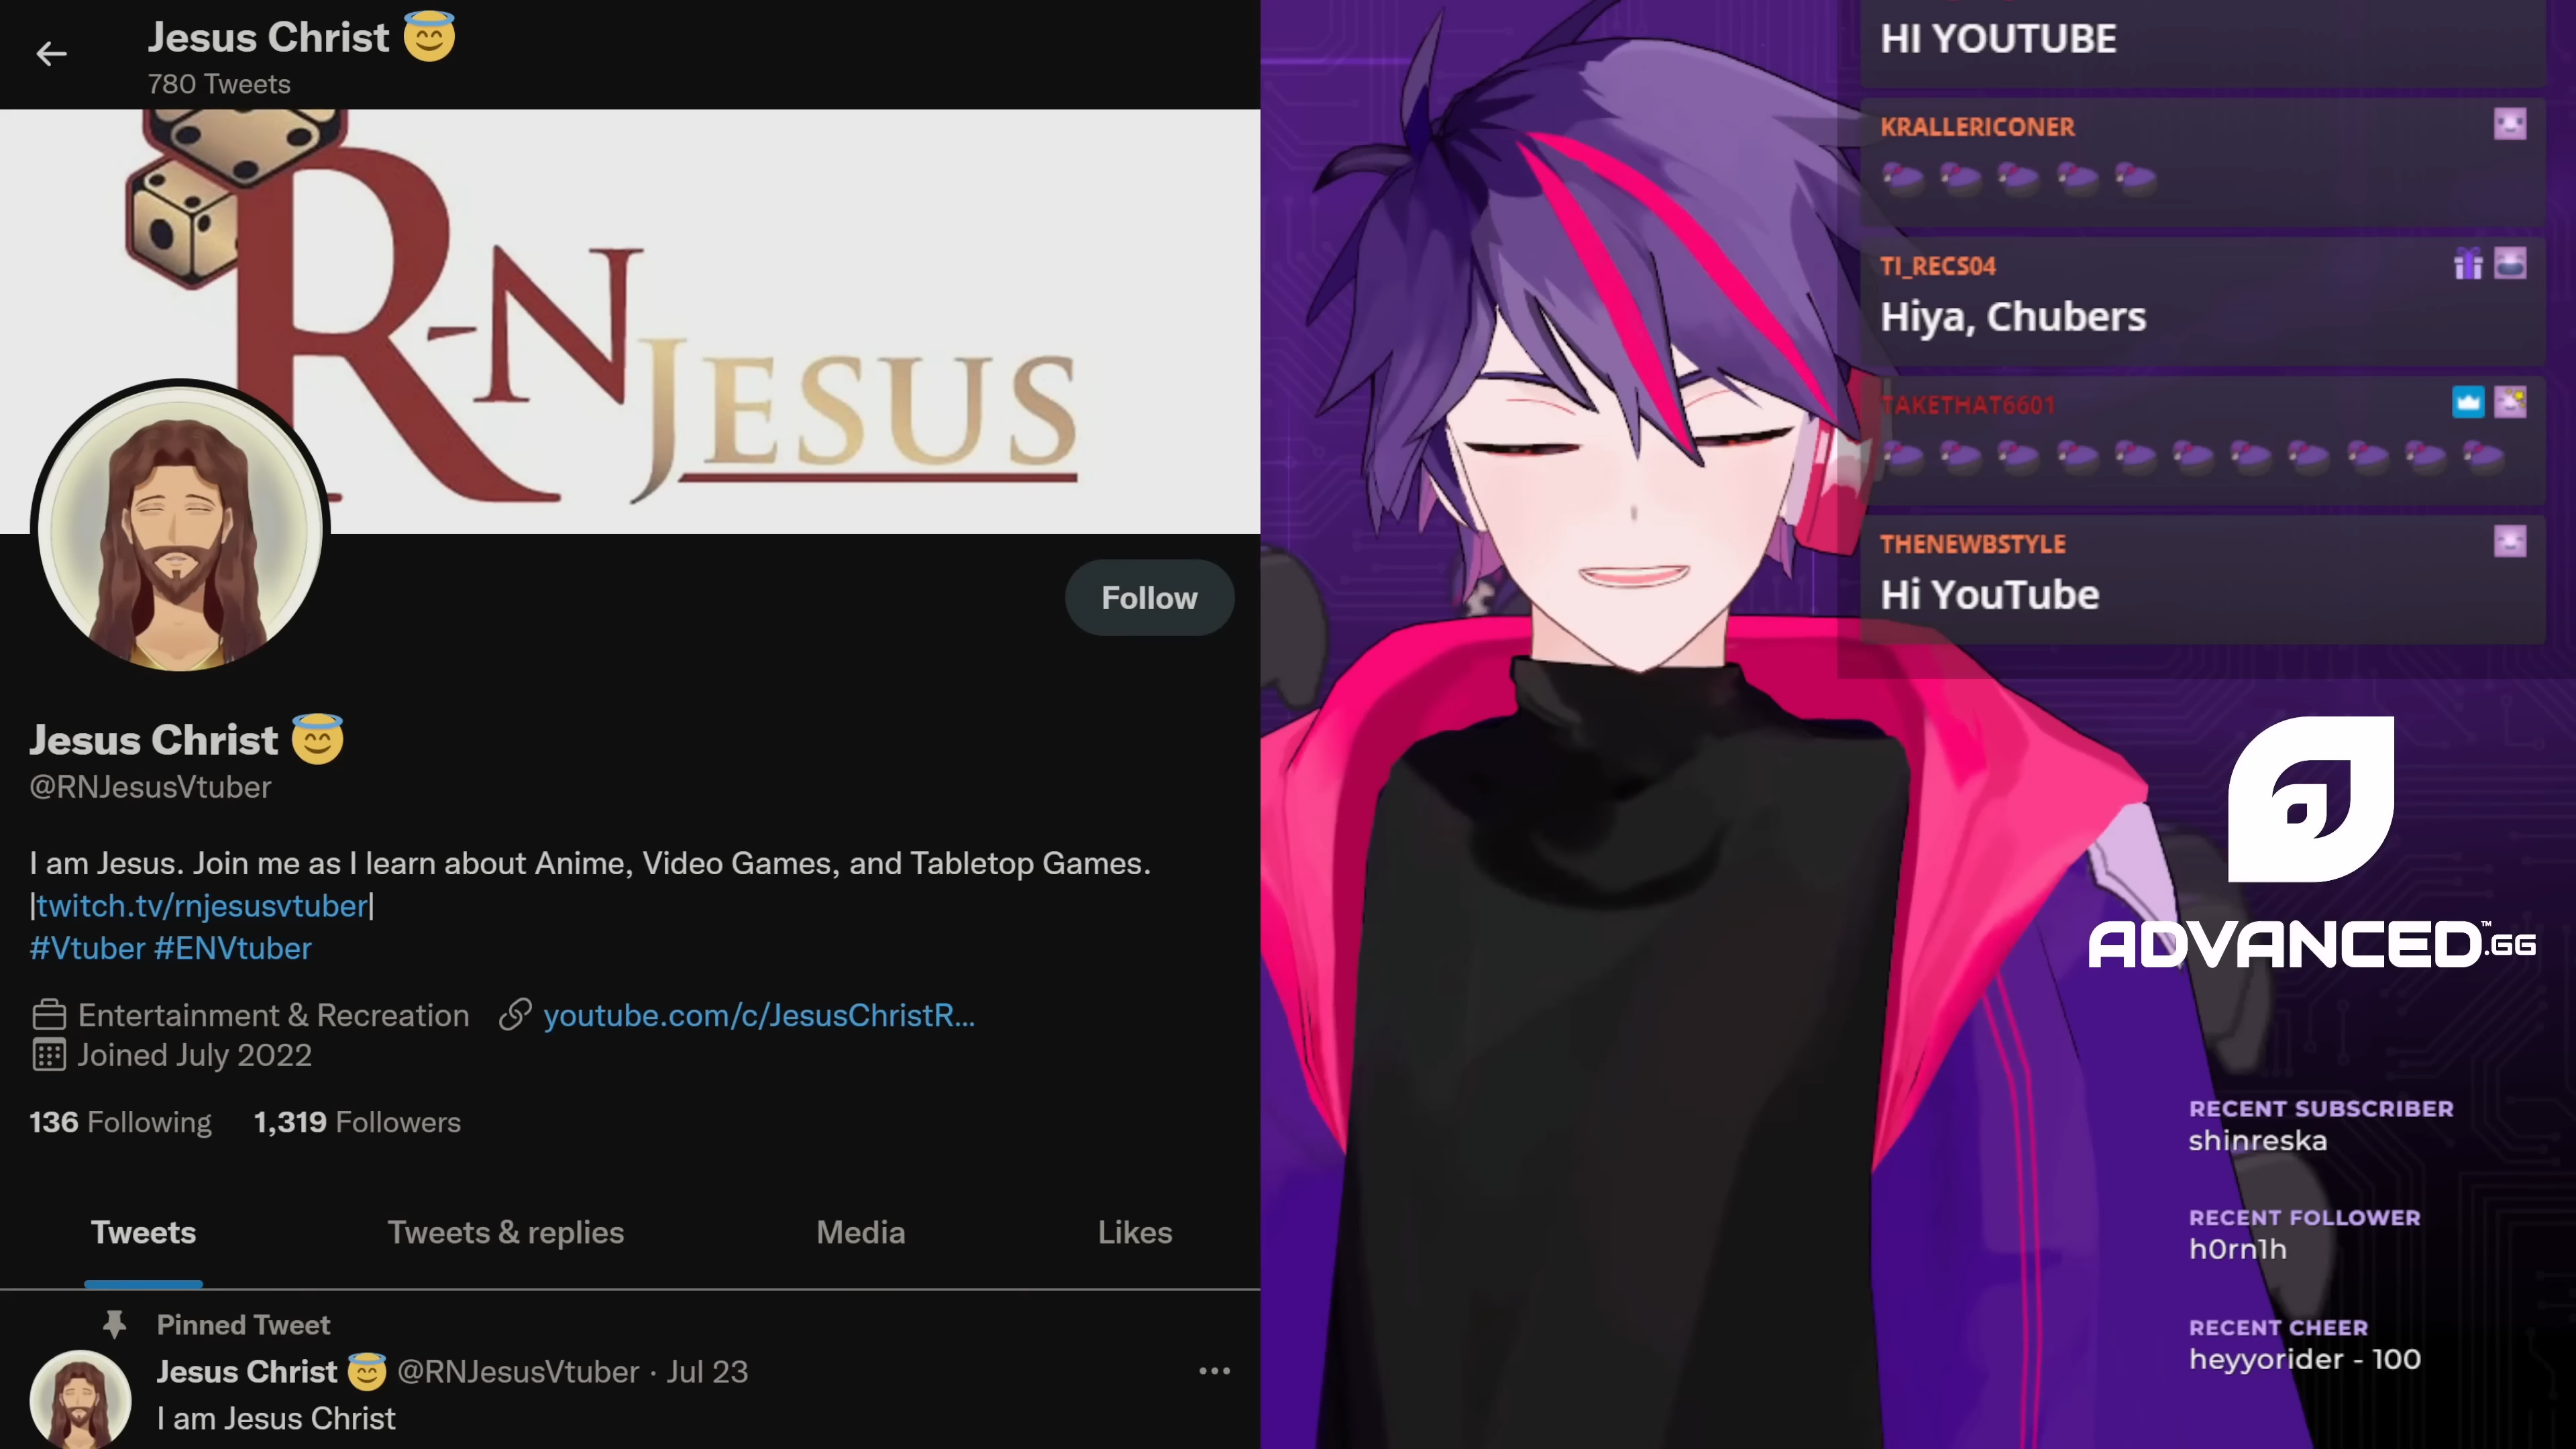 Jesus Christ
780 Tweets
R-N JESUS
Follow
Jesus Christ
@RNJesusVtuber
I am Jesus. Join me as I learn about Anime, Video Games, and Tabletop Games.
|twitch.tv/rnjesusvtuber|
#Vtuber #ENVtuber
Entertainment & Recreation youtube.com/c/JesusChristR...
Joined July 2022
136 Following 1,319 Followers
Tweets Tweets & replies Media Likes
Pinned Tweet
Jesus Christ @RNJesusVtuber · Jul 23
I am Jesus Christ
HI YOUTUBE
KRALLERICONER
TI_RECS04
Hiya, Chubers
TAKETHAT6601
THENEWBSTYLE
Hi YouTube
ADVANCED™.GG
RECENT SUBSCRIBER
shinreska
RECENT FOLLOWER
h0rn1h
RECENT CHEER
heyyorider - 100